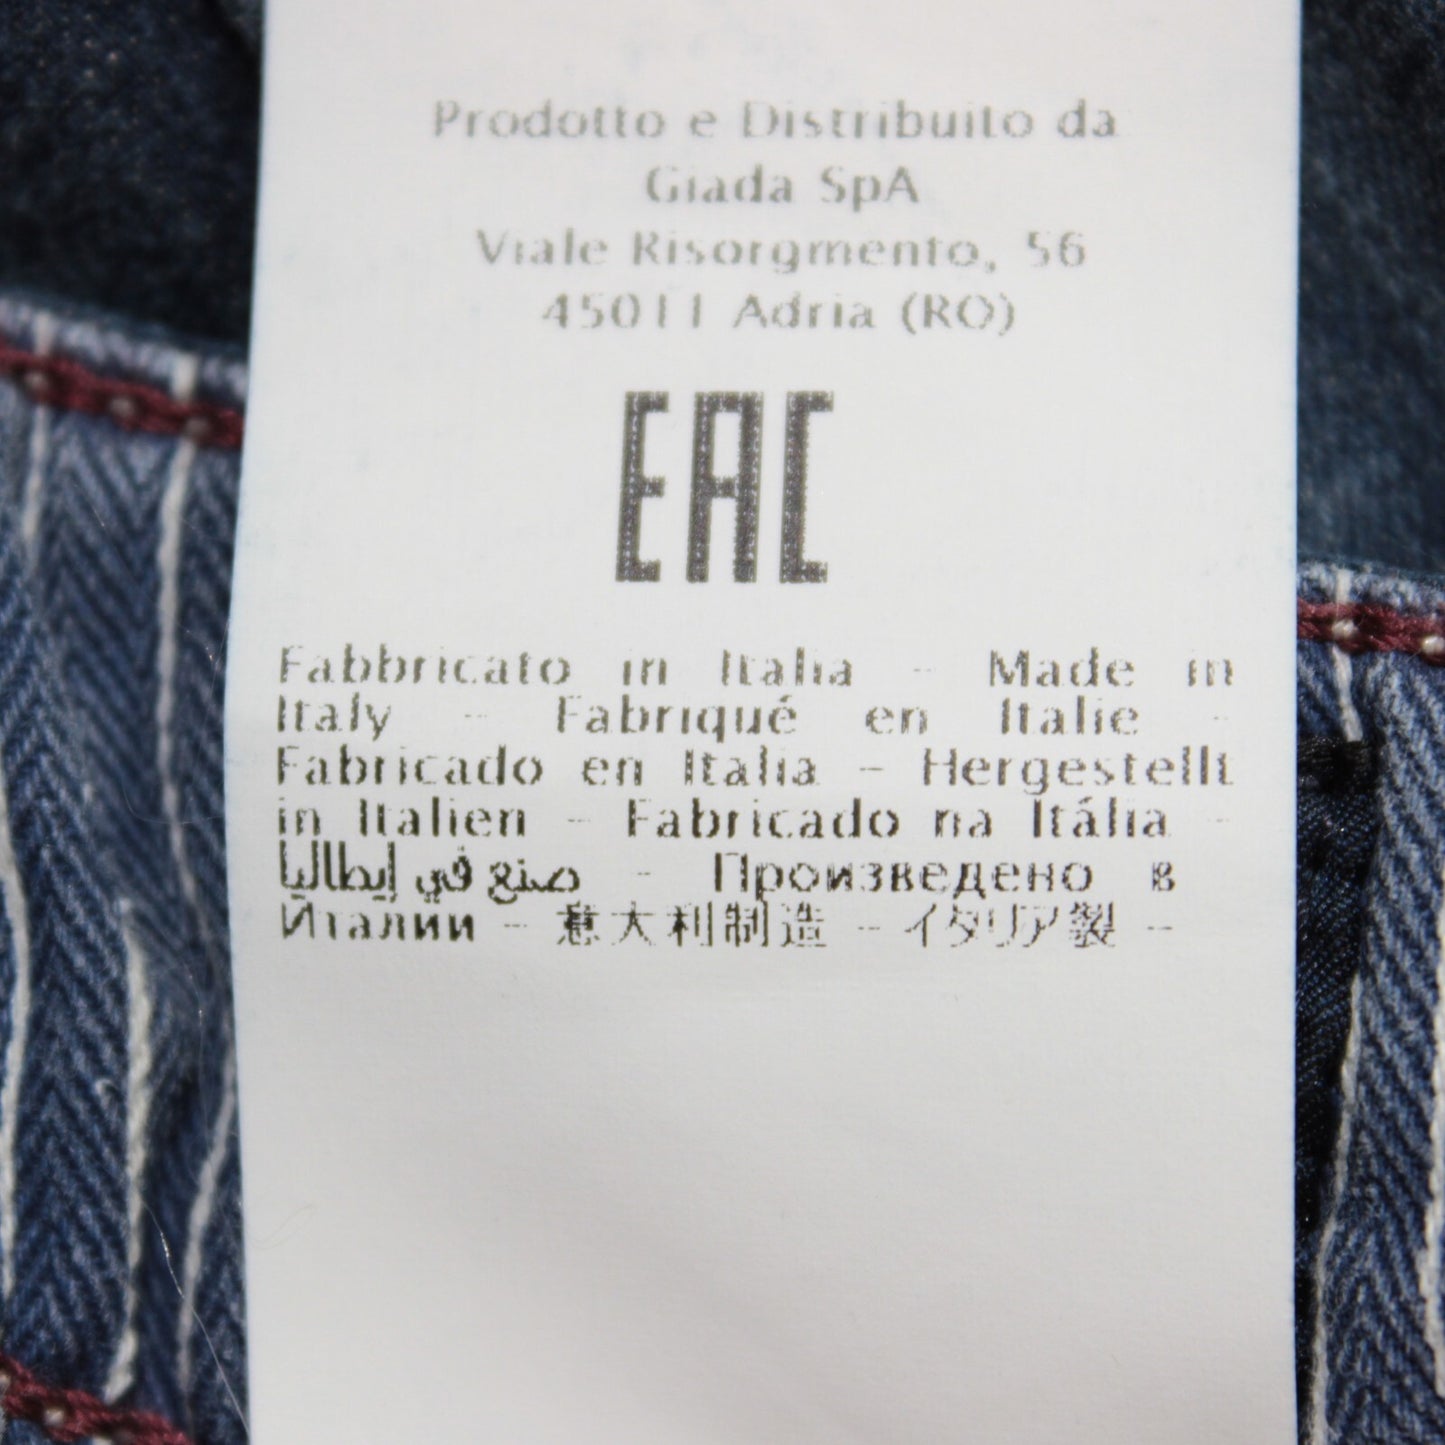 Prodotto e Distribuito da
Giada SpA
Viale Risorgmento, 56
45011 Adria (RO)
EAC
Fabbricato in Italia - Made in
Italy - Fabriqué en Italie -
Fabricado en Italia - Hergestellt
in Italien - Fabricado na Itália -
صنع في إيطاليا - Произведено в
Италии - 意大利制造 - イタリア製 -